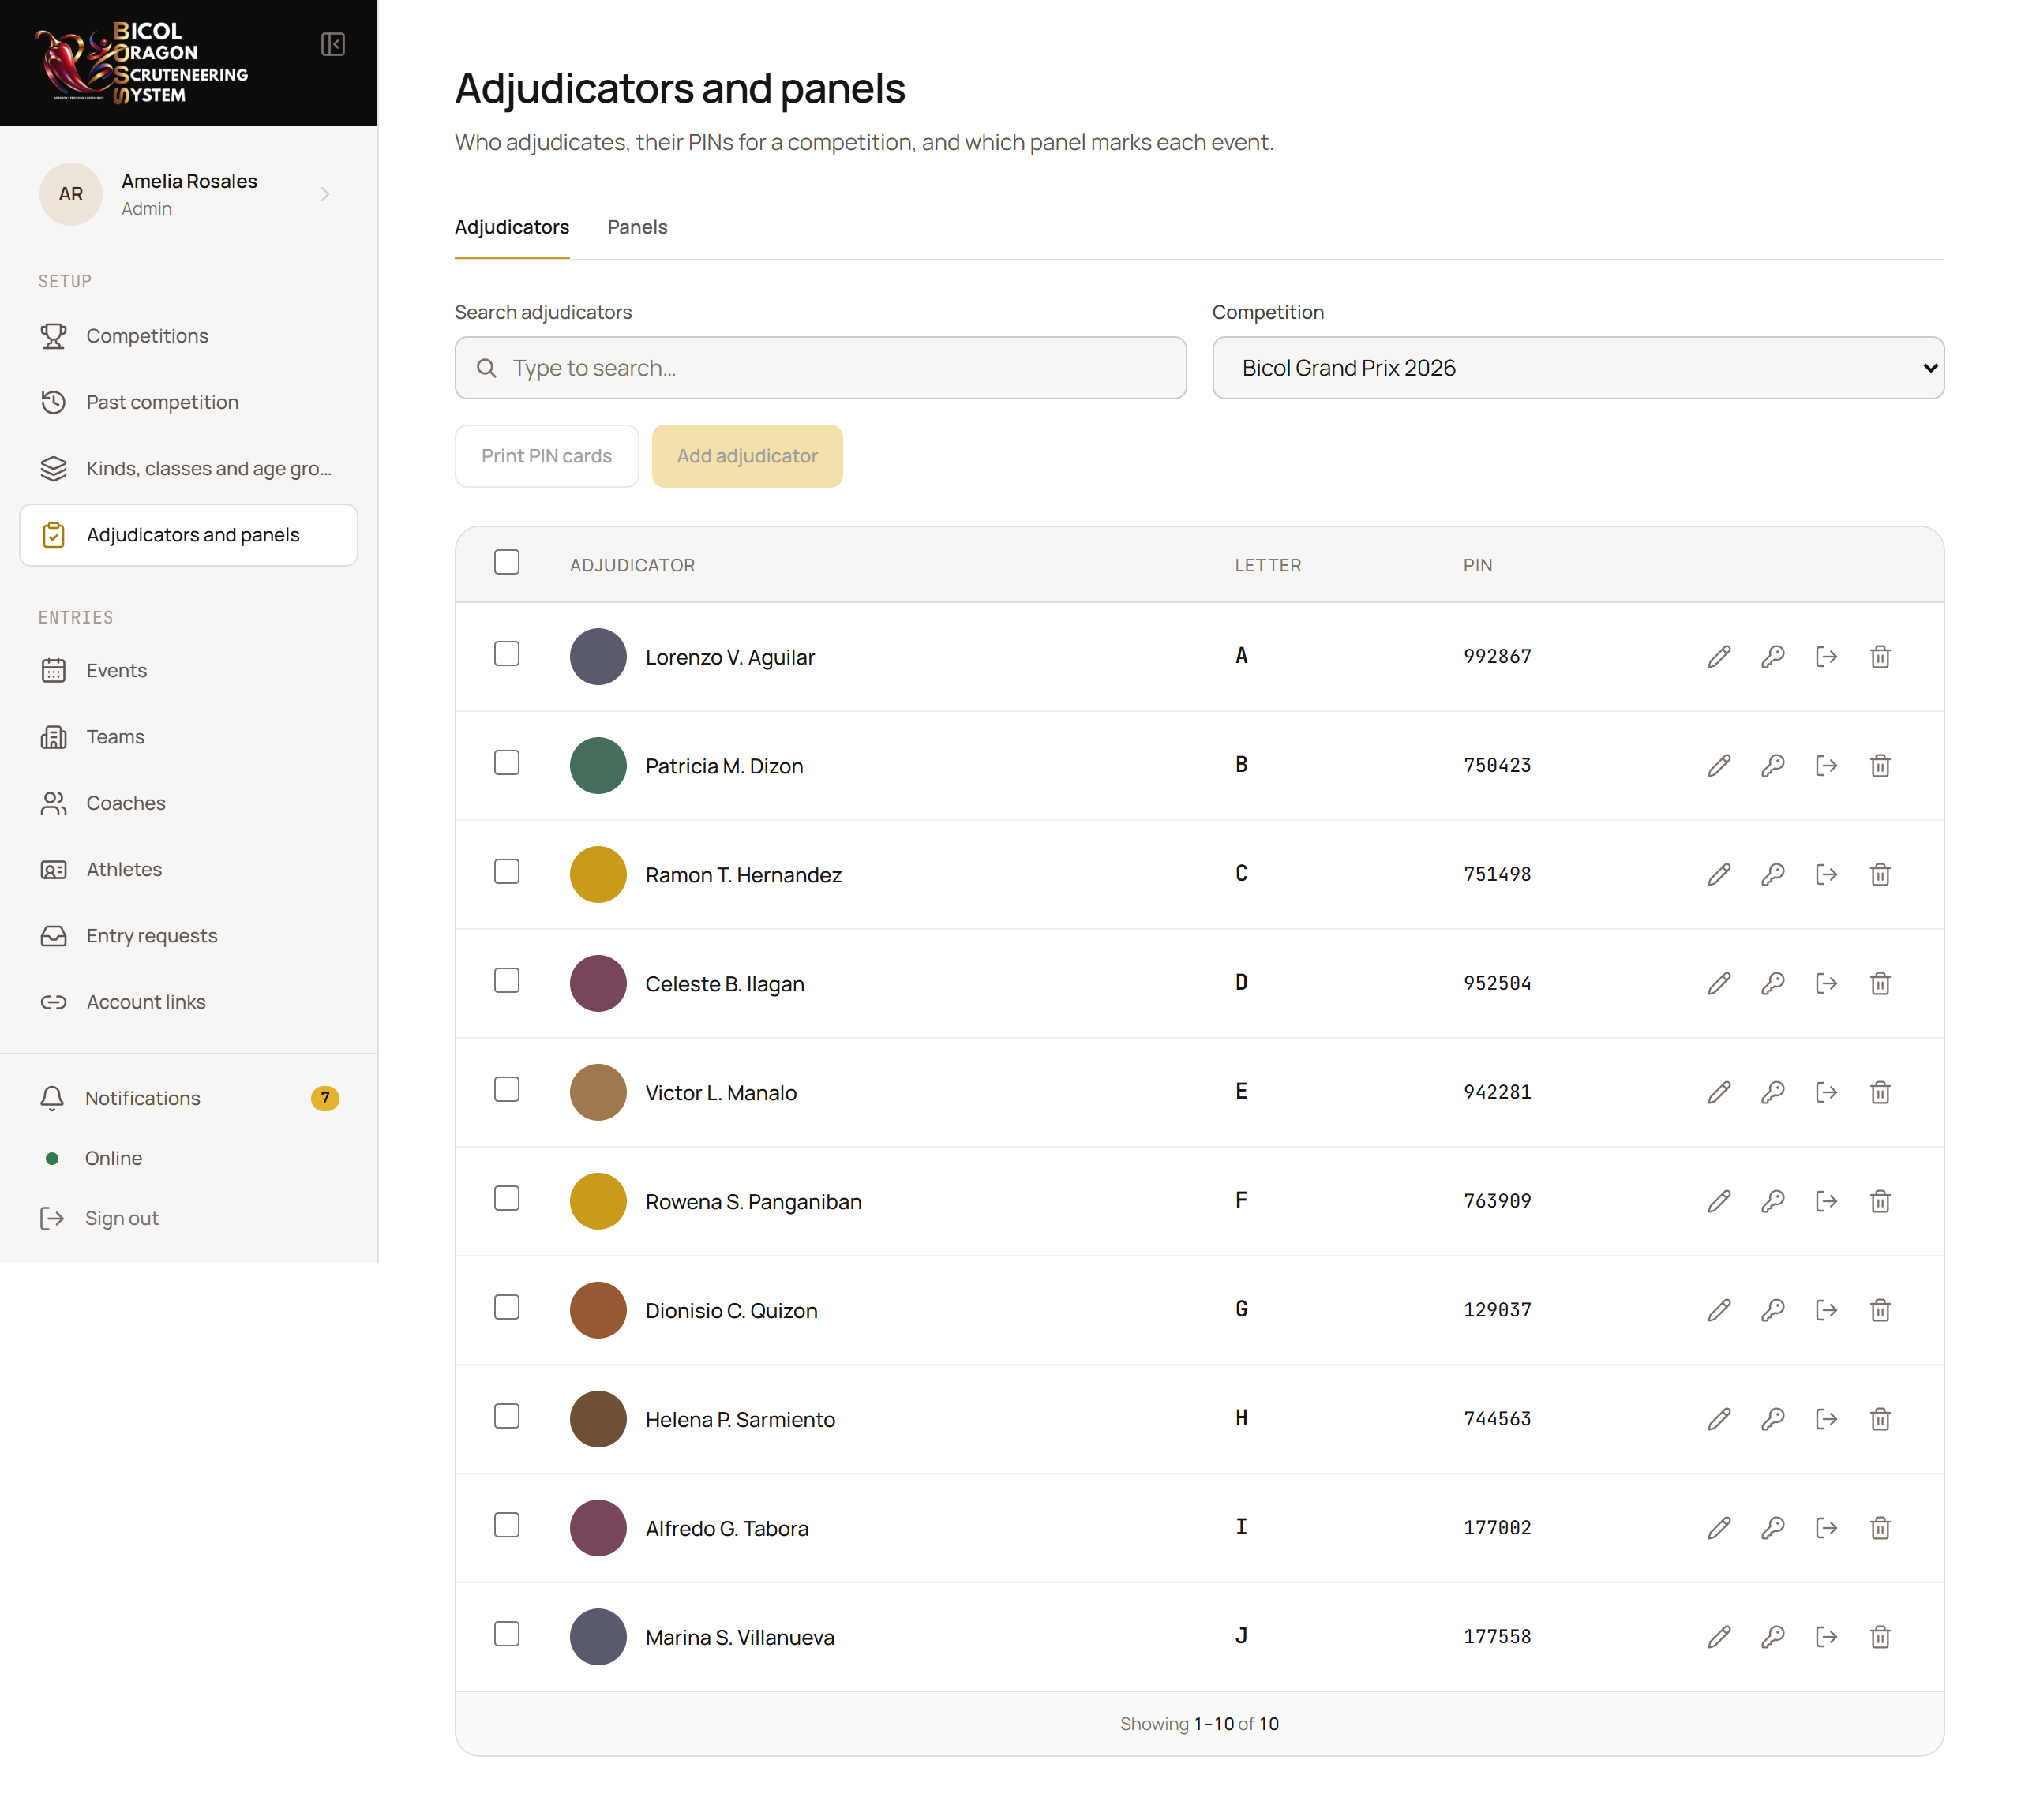 BICOL
DRAGON
SCRUTENEERING
SYSTEM
AR
Amelia Rosales
Admin
SETUP
Competitions
Past competition
Kinds, classes and age gro...
Adjudicators and panels
ENTRIES
Events
Teams
Coaches
Athletes
Entry requests
Account links
Notifications 7
Online
Sign out
Adjudicators and panels
Who adjudicates, their PINs for a competition, and which panel marks each event.
Adjudicators Panels
Search adjudicators Competition
Type to search... Bicol Grand Prix 2026
Print PIN cards Add adjudicator
ADJUDICATOR LETTER PIN
Lorenzo V. Aguilar A 992867
Patricia M. Dizon B 750423
Ramon T. Hernandez C 751498
Celeste B. Ilagan D 952504
Victor L. Manalo E 942281
Rowena S. Panganiban F 763909
Dionisio C. Quizon G 129037
Helena P. Sarmiento H 744563
Alfredo G. Tabora I 177002
Marina S. Villanueva J 177558
Showing 1–10 of 10